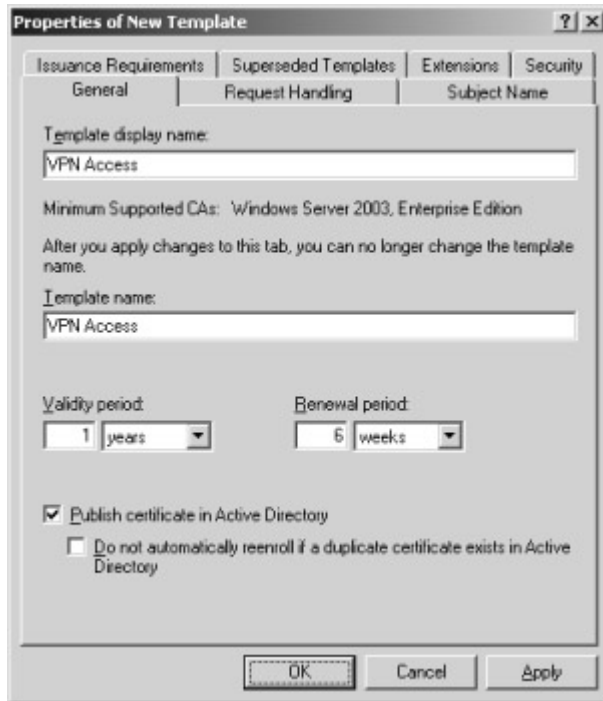 Properties of New Template
Issuance Requirements Superseded Templates Extensions Security
General Request Handling Subject Name
Template display name:
VPN Access
Minimum Supported CAs: Windows Server 2003, Enterprise Edition
After you apply changes to this tab, you can no longer change the template
name.
Template name:
VPN Access
Validity period: Renewal period:
1 years 6 weeks
Publish certificate in Active Directory
Do not automatically reenroll if a duplicate certificate exists in Active
Directory
OK Cancel Apply